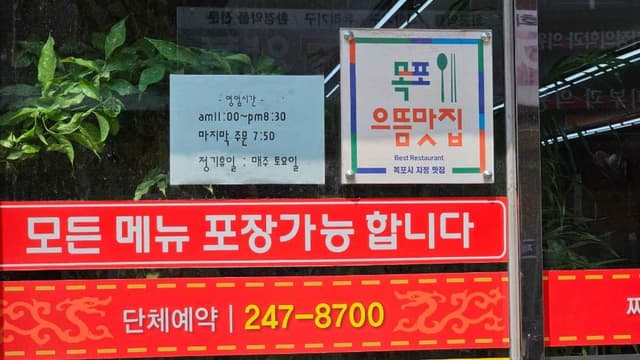 - 영업시간 -
am11:00~pm8:30
마지막 주문 7:50
정기휴일 : 매주 토요일
목포
으뜸맛집
Best Restaurant
목포시 지정 맛집
모든 메뉴 포장가능 합니다
단체예약 | 247-8700